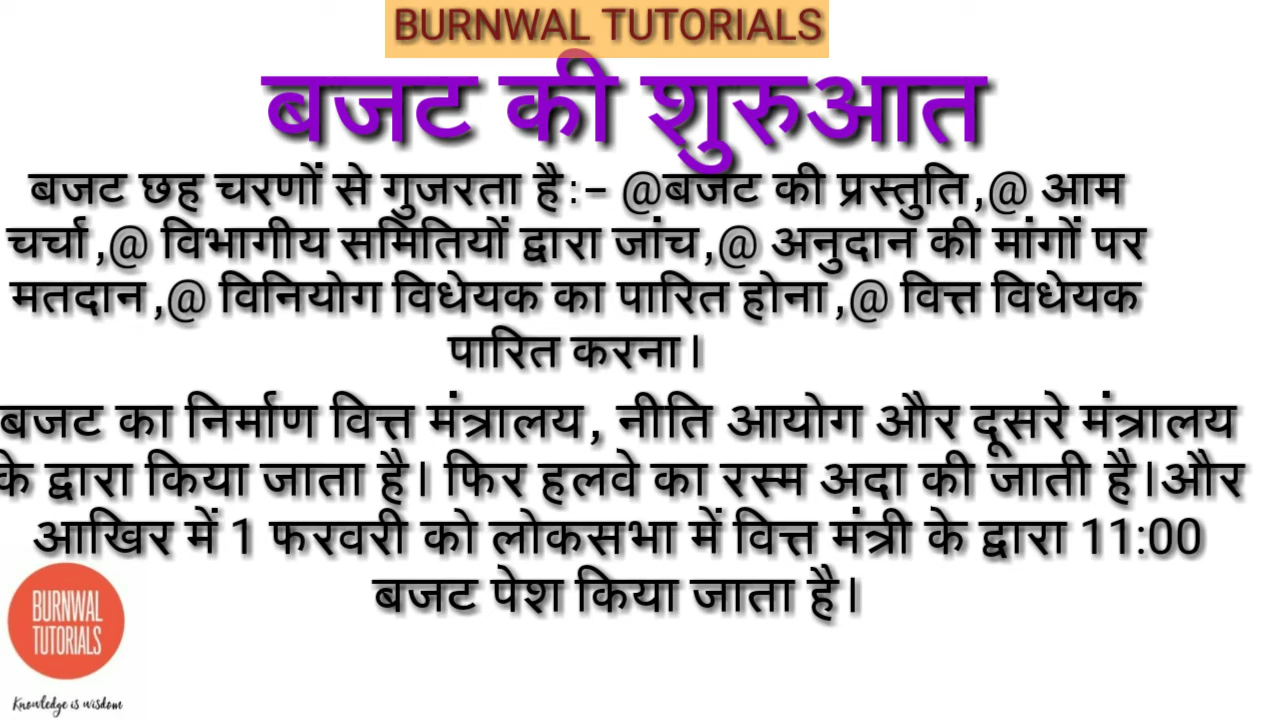 BURNWAL TUTORIALS
बजट की शुरुआत
बजट छह चरणों से गुजरता है:- @बजट की प्रस्तुति,@ आम
चर्चा,@ विभागीय समितियों द्वारा जांच,@ अनुदान की मांगों पर
मतदान,@ विनियोग विधेयक का पारित होना,@ वित्त विधेयक
पारित करना।
बजट का निर्माण वित्त मंत्रालय, नीति आयोग और दूसरे मंत्रालय
के द्वारा किया जाता है। फिर हलवे का रस्म अदा की जाती है।और
आखिर में 1 फरवरी को लोकसभा में वित्त मंत्री के द्वारा 11:00
बजट पेश किया जाता है।
BURNWAL
TUTORIALS
Knowledge is wisdom